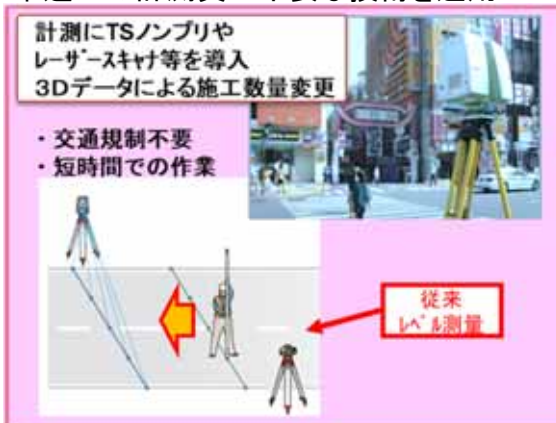 計測にTSノンプリや
ﾚｰｻﾞｰｽｷｬﾅ等を導入
3Dデータによる施工数量変更
・交通規制不要
・短時間での作業
従来
ﾚﾍﾞﾙ測量